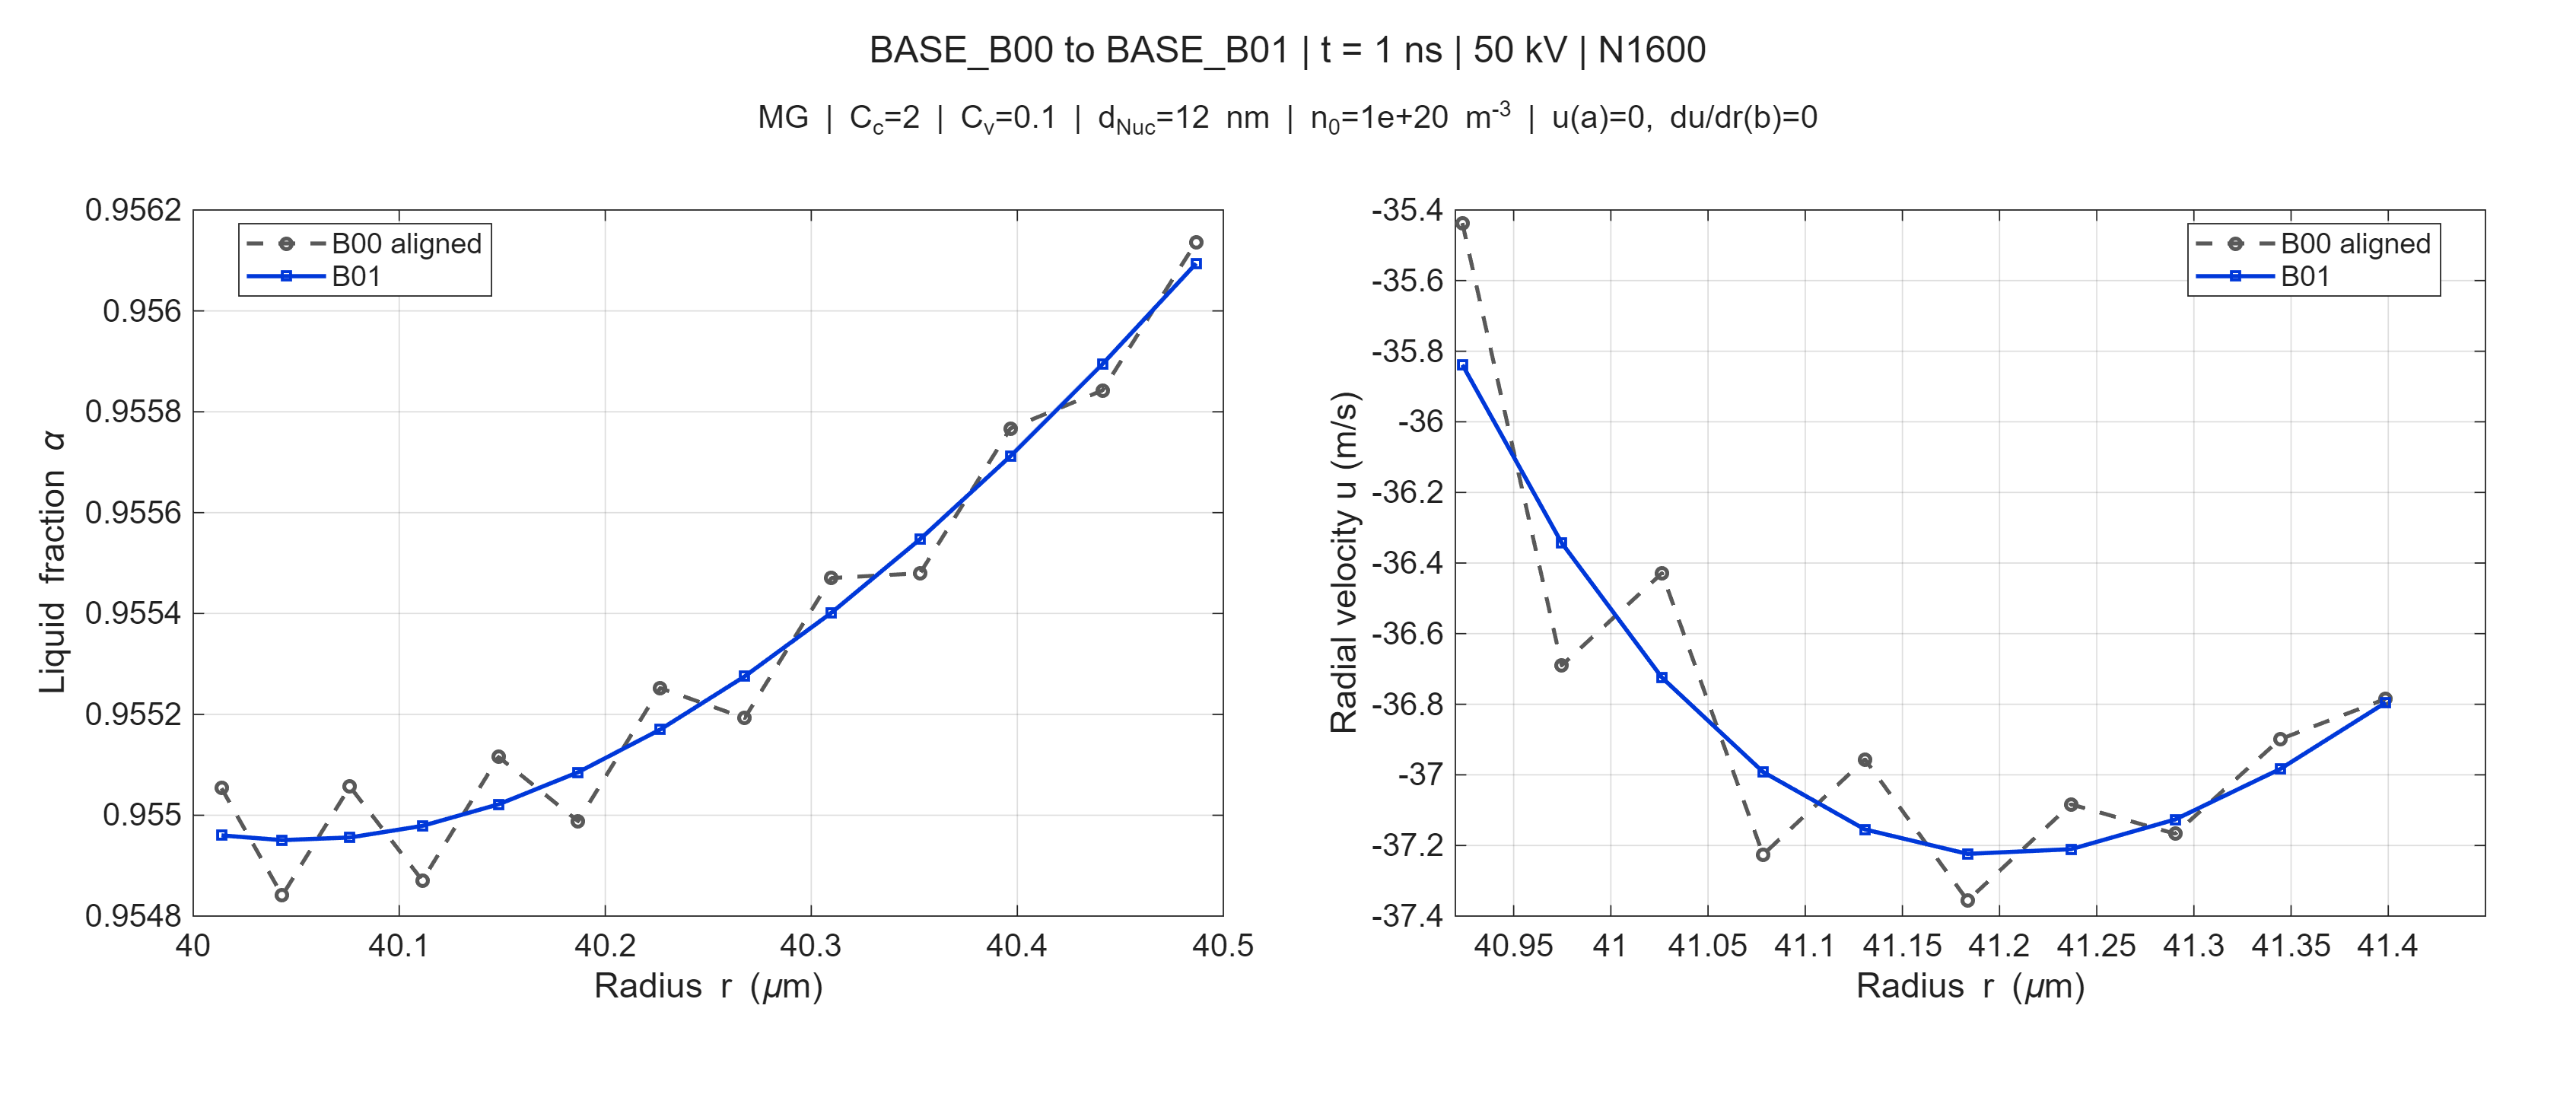 BASE_B00 to BASE_B01 | t = 1 ns | 50 kV | N1600
MG | C_c=2 | C_v=0.1 | d_Nuc=12 nm | n_0=1e+20 m^-3 | u(a)=0, du/dr(b)=0
B00 aligned
B01
0.9562
0.956
0.9558
0.9556
0.9554
0.9552
0.955
0.9548
40 40.1 40.2 40.3 40.4 40.5
Liquid fraction α
Radius r (μm)
B00 aligned
B01
-35.4
-35.6
-35.8
-36
-36.2
-36.4
-36.6
-36.8
-37
-37.2
-37.4
40.95 41 41.05 41.1 41.15 41.2 41.25 41.3 41.35 41.4
Radial velocity u (m/s)
Radius r (μm)